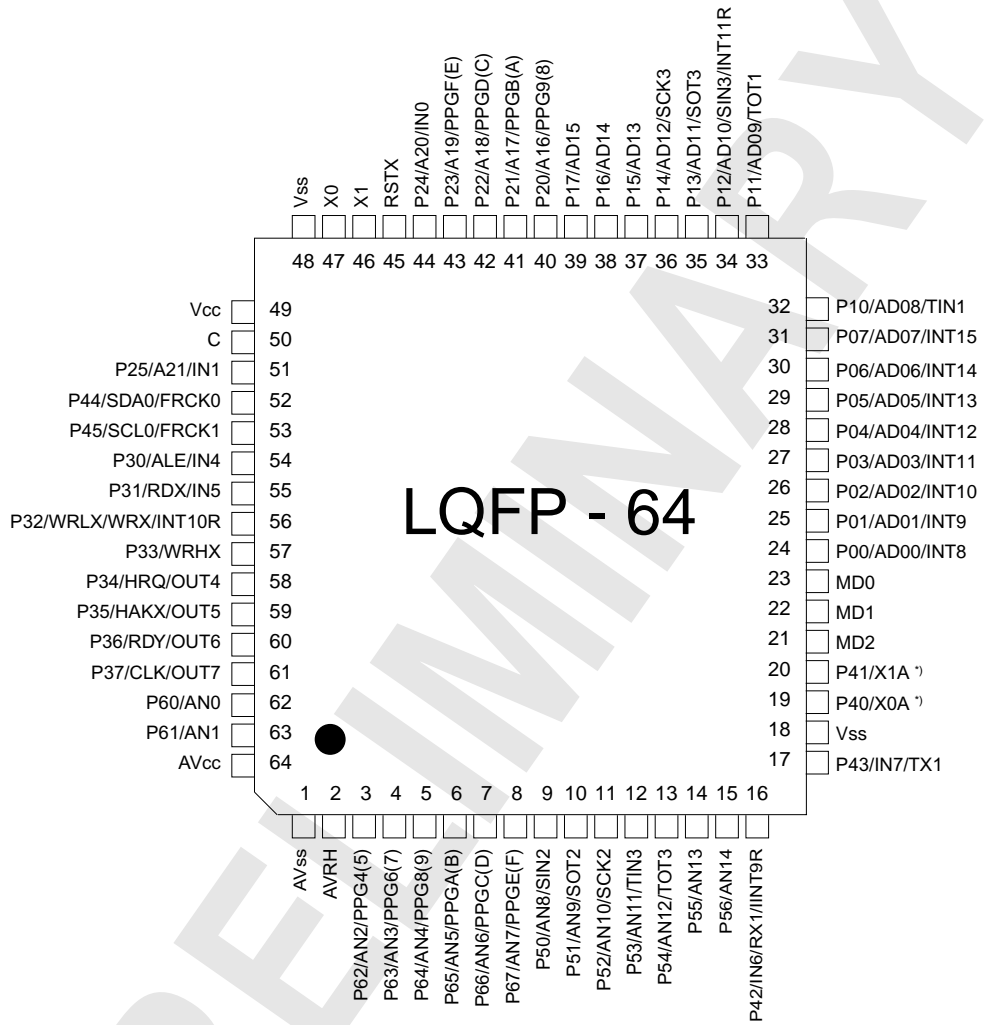 Vss
X0
X1
RSTX
P24/A20/IN0
P23/A19/PPGF(E)
P22/A18/PPGD(C)
P21/A17/PPGB(A)
P20/A16/PPG9(8)
P17/AD15
P16/AD14
P15/AD13
P14/AD12/SCK3
P13/AD11/SOT3
P12/AD10/SIN3/INT11R
P11/AD09/TOT1
48 47 46 45 44 43 42 41 40 39 38 37 36 35 34 33
Vcc 49
C 50
P25/A21/IN1 51
P44/SDA0/FRCK0 52
P45/SCL0/FRCK1 53
P30/ALE/IN4 54
P31/RDX/IN5 55
P32/WRLX/WRX/INT10R 56
P33/WRHX 57
P34/HRQ/OUT4 58
P35/HAKX/OUT5 59
P36/RDY/OUT6 60
P37/CLK/OUT7 61
P60/AN0 62
P61/AN1 63
AVcc 64
LQFP - 64
32 P10/AD08/TIN1
31 P07/AD07/INT15
30 P06/AD06/INT14
29 P05/AD05/INT13
28 P04/AD04/INT12
27 P03/AD03/INT11
26 P02/AD02/INT10
25 P01/AD01/INT9
24 P00/AD00/INT8
23 MD0
22 MD1
21 MD2
20 P41/X1A *)
19 P40/X0A *)
18 Vss
17 P43/IN7/TX1
1 2 3 4 5 6 7 8 9 10 11 12 13 14 15 16
AVss
AVRH
P62/AN2/PPG4(5)
P63/AN3/PPG6(7)
P64/AN4/PPG8(9)
P65/AN5/PPGA(B)
P66/AN6/PPGC(D)
P67/AN7/PPGE(F)
P50/AN8/SIN2
P51/AN9/SOT2
P52/AN10/SCK2
P53/AN11/TIN3
P54/AN12/TOT3
P55/AN13
P56/AN14
P42/IN6/RX1/IINT9R
PRELIMINARY